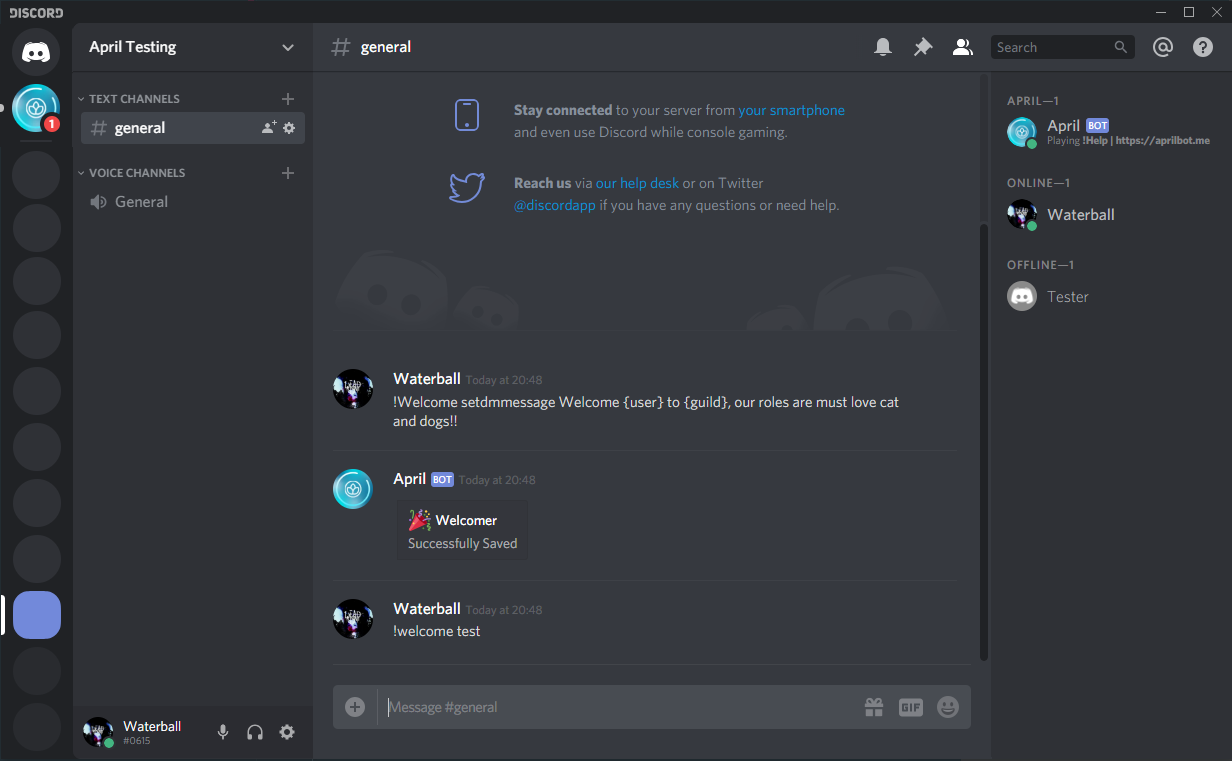 DISCORD
April Testing
general
Search
1
TEXT CHANNELS
general
VOICE CHANNELS
General
Stay connected to your server from your smartphone
and even use Discord while console gaming.
Reach us via our help desk or on Twitter
@discordapp if you have any questions or need help.
Waterball Today at 20:48
!Welcome setdmmessage Welcome {user} to {guild}, our roles are must love cat
and dogs!!
April BOT Today at 20:48
Welcomer
Successfully Saved
Waterball Today at 20:48
!welcome test
Message #general
GIF
Waterball
#0615
APRIL—1
April BOT
Playing !Help | https://aprilbot.me
ONLINE—1
Waterball
OFFLINE—1
Tester